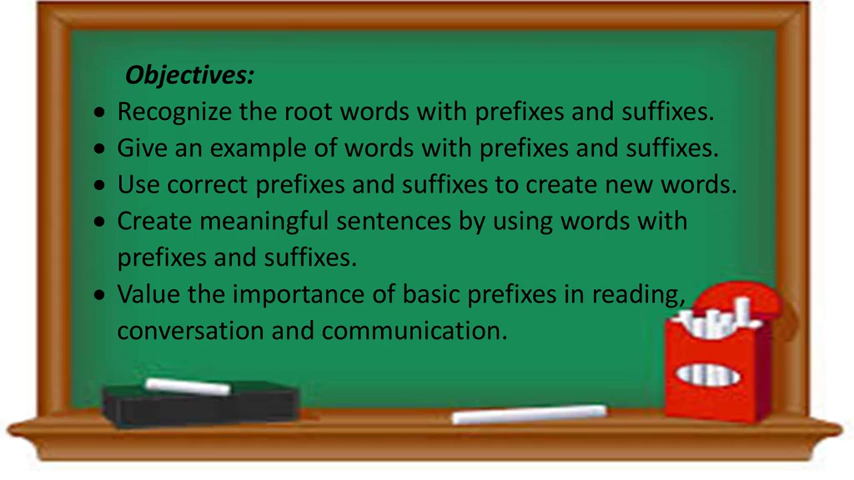 Objectives:
• Recognize the root words with prefixes and suffixes.
• Give an example of words with prefixes and suffixes.
• Use correct prefixes and suffixes to create new words.
• Create meaningful sentences by using words with
prefixes and suffixes.
• Value the importance of basic prefixes in reading,
conversation and communication.